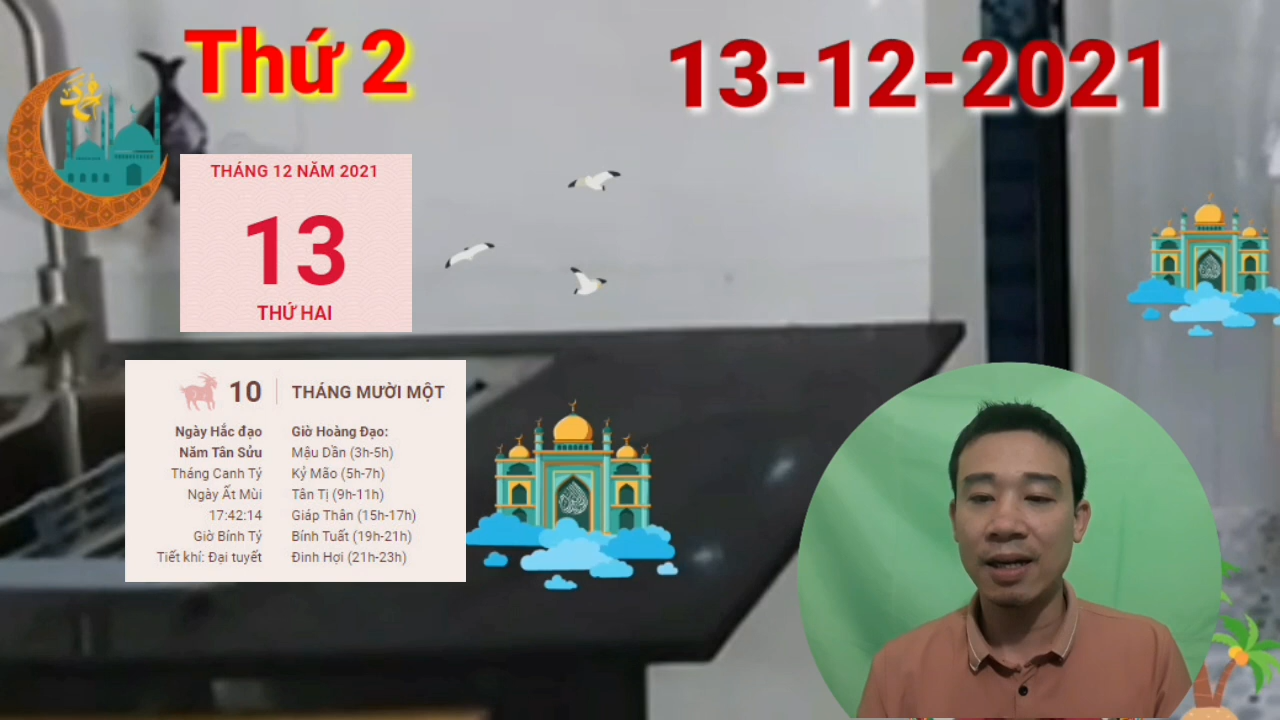 Thứ 2
13-12-2021
THÁNG 12 NĂM 2021
13
THỨ HAI
10
THÁNG MƯỜI MỘT
Ngày Hắc đạo
Năm Tân Sửu
Tháng Canh Tý
Ngày Ất Mùi
17:42:14
Giờ Bính Tý
Tiết khí: Đại tuyết
Giờ Hoàng Đạo:
Mậu Dần (3h-5h)
Kỷ Mão (5h-7h)
Tân Tị (9h-11h)
Giáp Thân (15h-17h)
Bính Tuất (19h-21h)
Đinh Hợi (21h-23h)